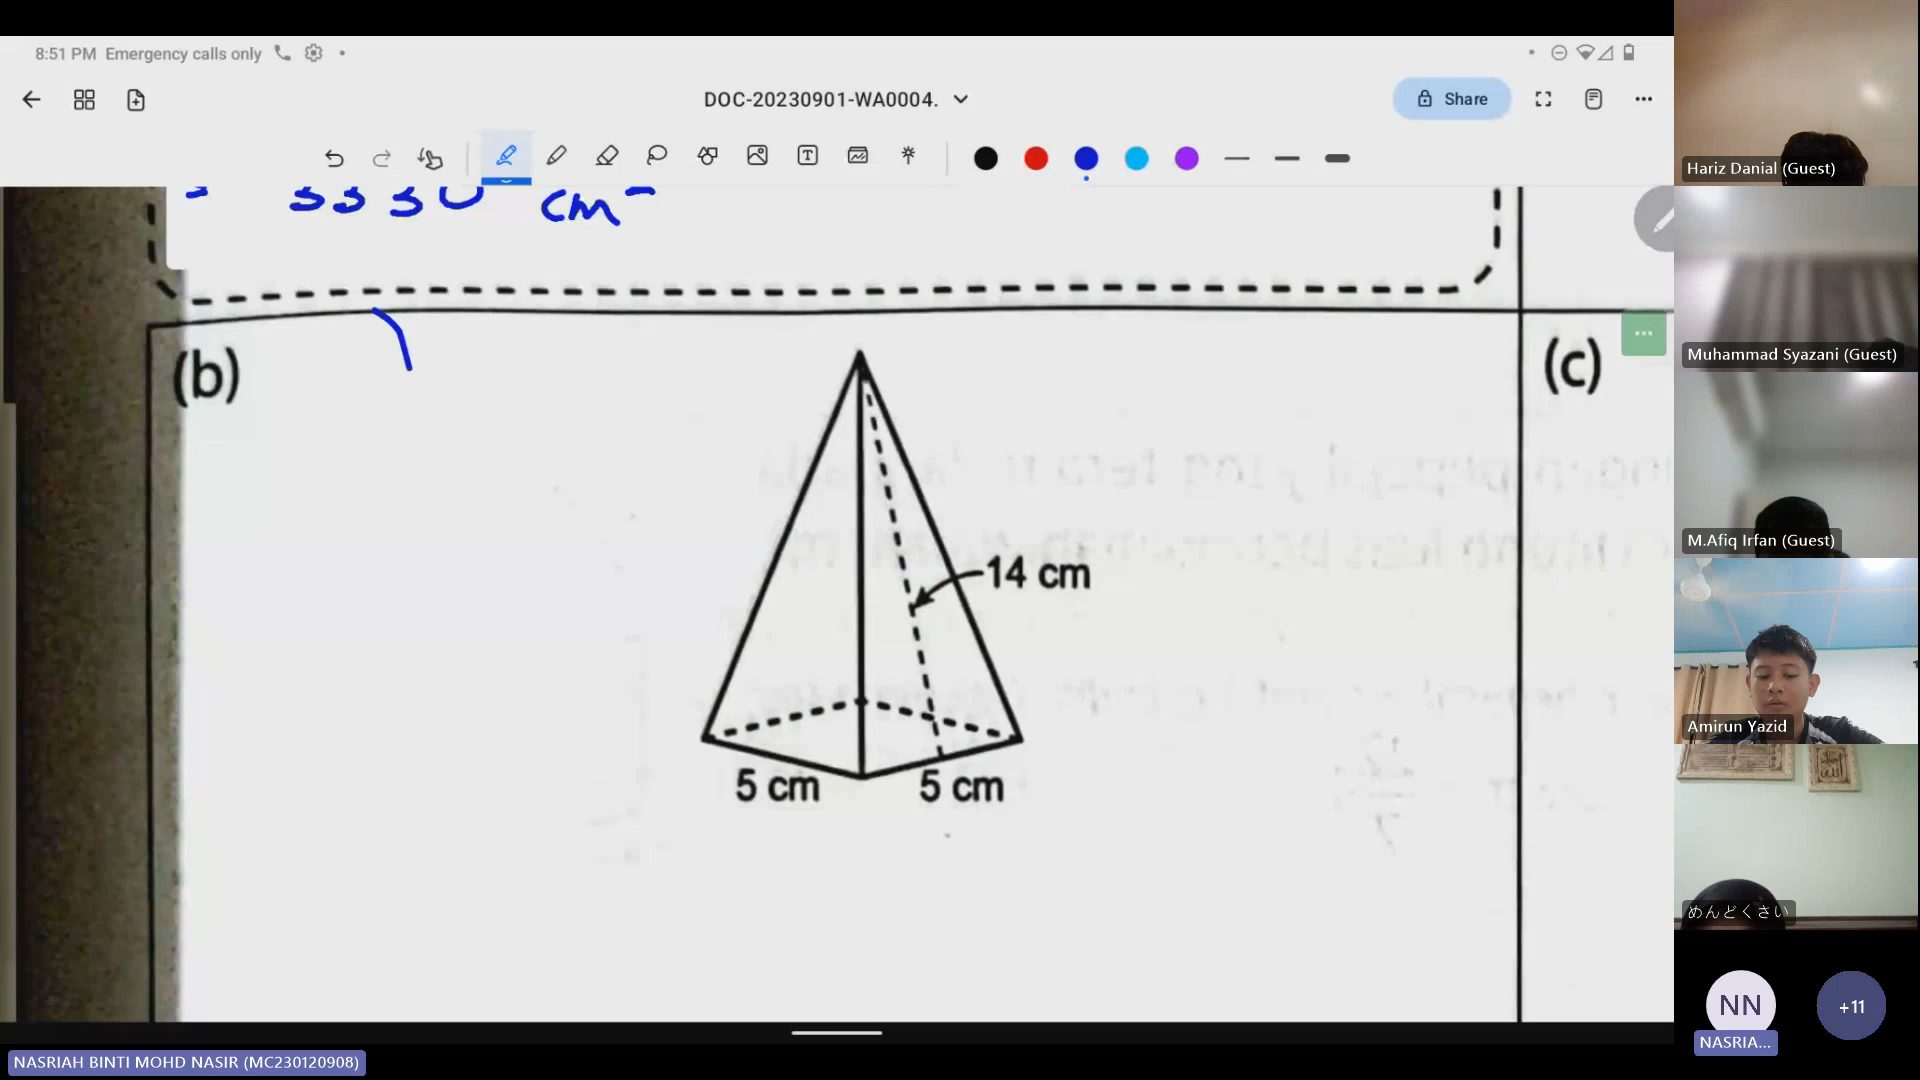 8:51 PM Emergency calls only
DOC-20230901-WA0004.
Share
= 3330 cm²
(b)
(c)
14 cm
5 cm
5 cm
Hariz Danial (Guest)
Muhammad Syazani (Guest)
M.Afiq Irfan (Guest)
Amirun Yazid
めんどくさい
NN
+11
NASRIA...
NASRIAH BINTI MOHD NASIR (MC230120908)